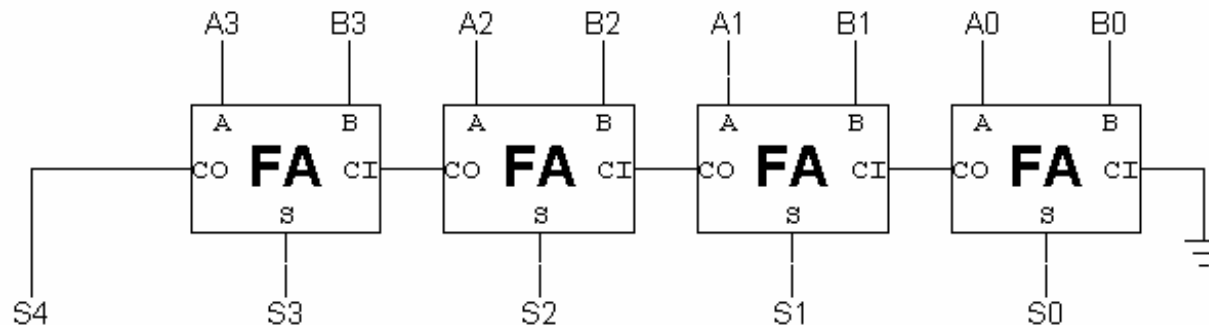 A3 B3 A2 B2 A1 B1 A0 B0
A B A B A B A B
CO FA CI CO FA CI CO FA CI CO FA CI
S S S S
S4 S3 S2 S1 S0